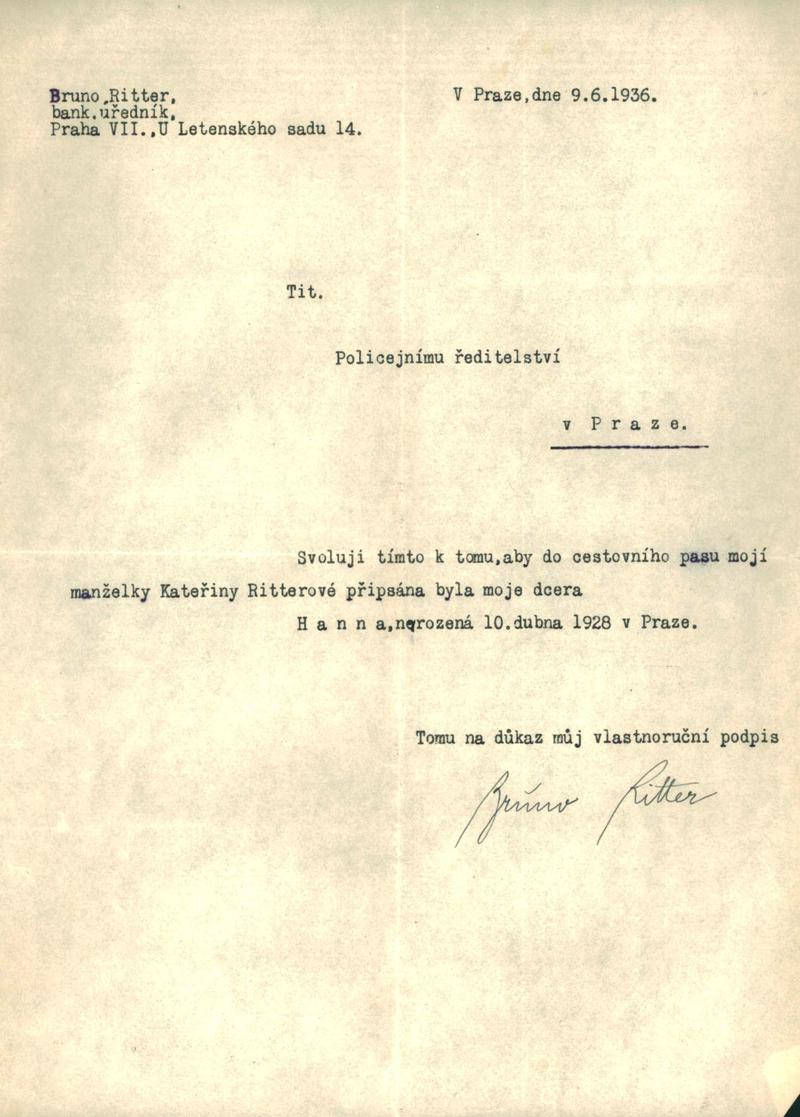 Bruno Ritter,
bank.uředník,
Praha VII.,U Letenského sadu 14.
V Praze,dne 9.6.1936.
Tit.
Policejnímu ředitelství
v P r a z e.
Svoluji tímto k tomu,aby do cestovního pasu mojí
manželky Kateřiny Ritterové připsána byla moje dcera
H a n n a,narozená 10.dubna 1928 v Praze.
Tomu na důkaz můj vlastnoruční podpis
Bruno Ritter